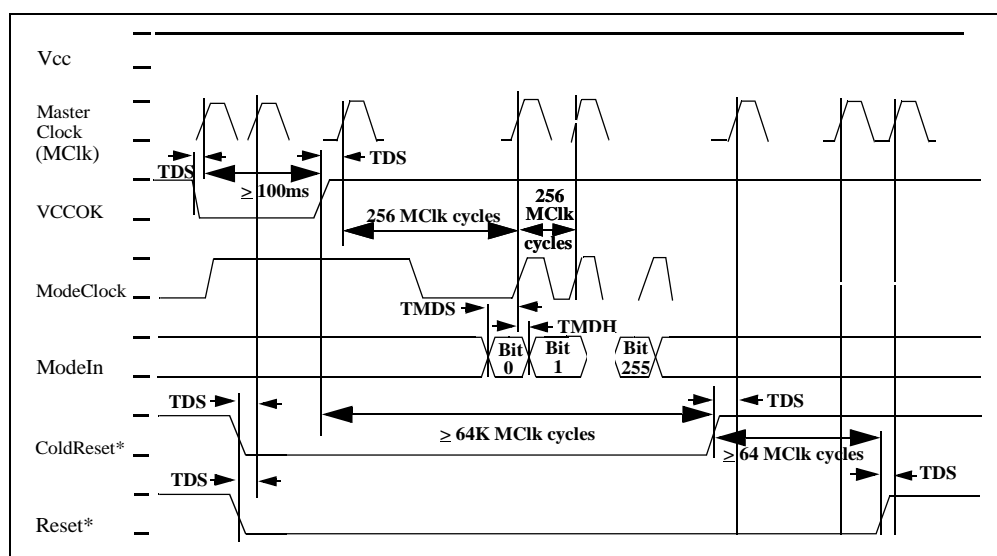 Vcc
Master
Clock
(MClk)
TDS
TDS
≥ 100ms
VCCOK
256 MClk cycles
256
MClk
cycles
ModeClock
TMDS
TMDH
ModeIn
Bit
0
Bit
1
Bit
255
TDS
TDS
≥ 64K MClk cycles
ColdReset*
≥ 64 MClk cycles
TDS
TDS
Reset*